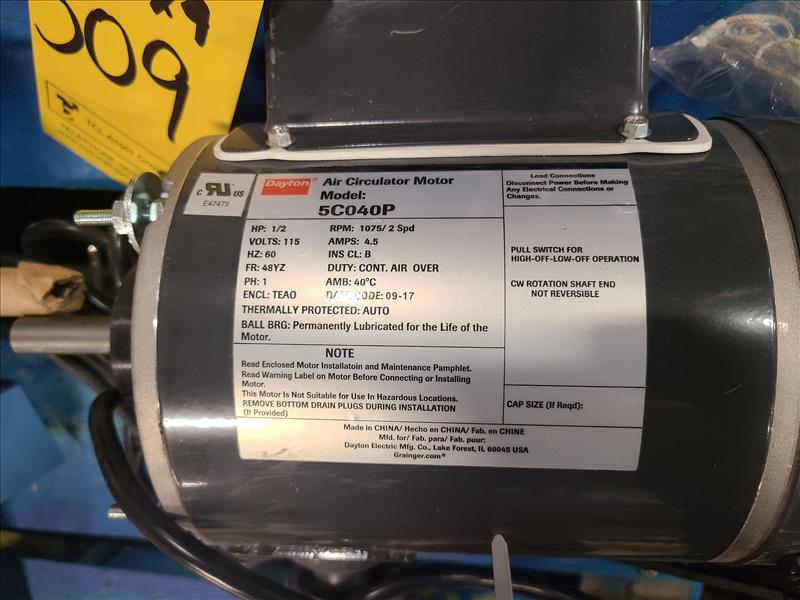 509
TCLAsset Group
C RU US
E47479
Dayton Air Circulator Motor
Model:
5C040P
HP: 1/2 RPM: 1075/ 2 Spd
VOLTS: 115 AMPS: 4.5
HZ: 60 INS CL: B
FR: 48YZ DUTY: CONT. AIR OVER
PH: 1 AMB: 40°C
ENCL: TEAO DATE CODE: 09-17
THERMALLY PROTECTED: AUTO
BALL BRG: Permanently Lubricated for the Life of the
Motor.
NOTE
Read Enclosed Motor Installatoin and Maintenance Pamphlet.
Read Warning Label on Motor Before Connecting or Installing
Motor.
This Motor Is Not Suitable for Use In Hazardous Locations.
REMOVE BOTTOM DRAIN PLUGS DURING INSTALLATION
(If Provided)
Lead Connections
Disconnect Power Before Making
Any Electrical Connections or
Changes.
PULL SWITCH FOR
HIGH-OFF-LOW-OFF OPERATION
CW ROTATION SHAFT END
NOT REVERSIBLE
CAP SIZE (If Reqd):
Made in CHINA/ Hecho en CHINA/ Fab. en CHINE
Mfd. for/ Fab. para/ Fab. pour:
Dayton Electric Mfg. Co., Lake Forest, IL 60045 USA
Grainger.com®